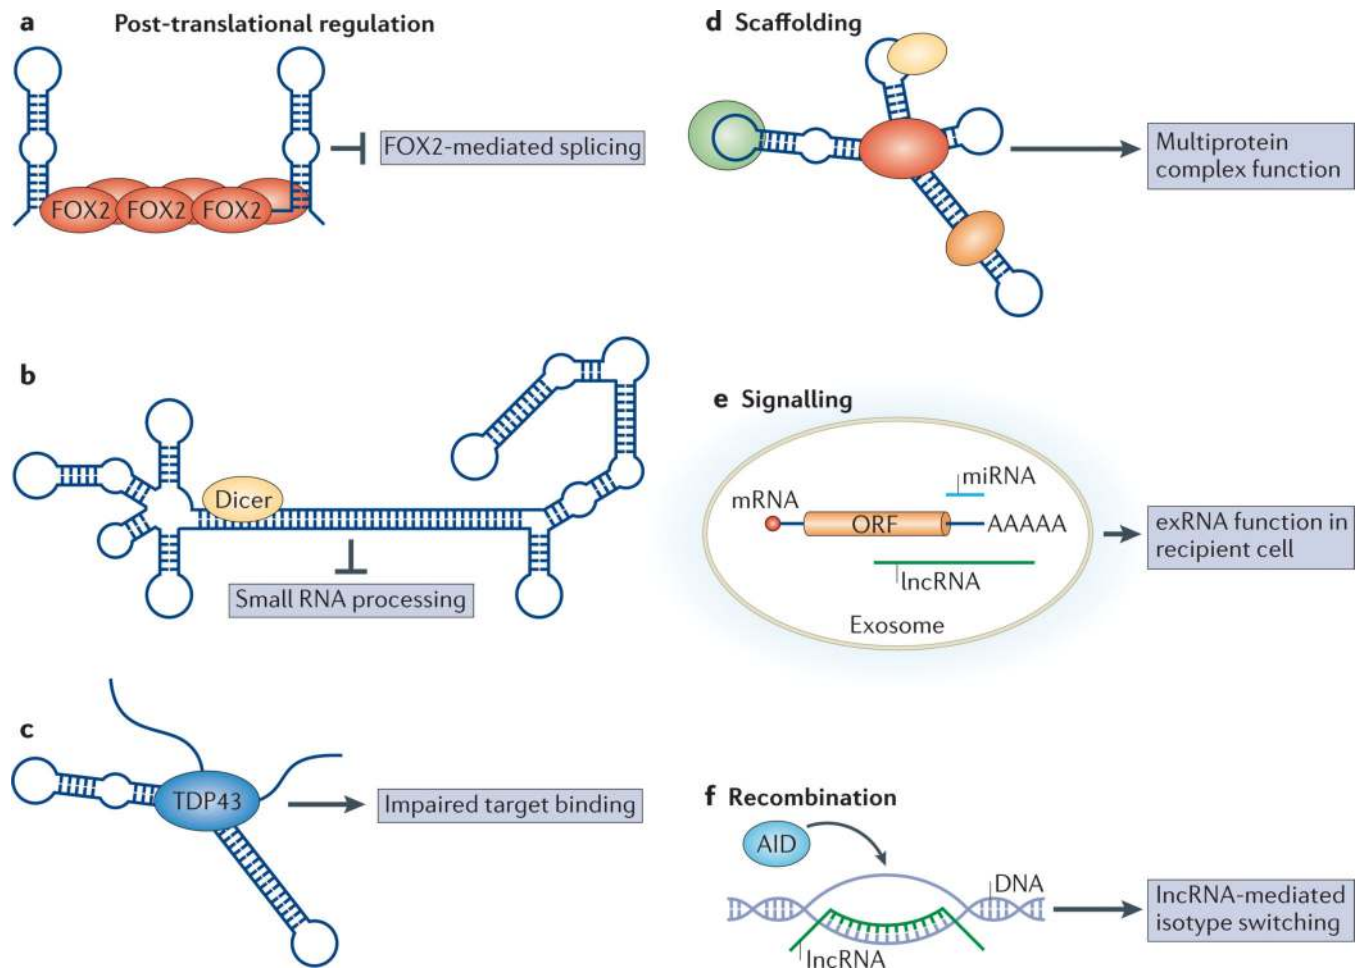 a
Post-translational regulation
FOX2-mediated splicing
FOX2
FOX2
FOX2
b
Dicer
Small RNA processing
c
TDP43
Impaired target binding
d Scaffolding
Multiprotein
complex function
e Signalling
miRNA
mRNA
ORF
AAAAA
lncRNA
Exosome
exRNA function in
recipient cell
f Recombination
AID
DNA
lncRNA
lncRNA-mediated
isotype switching